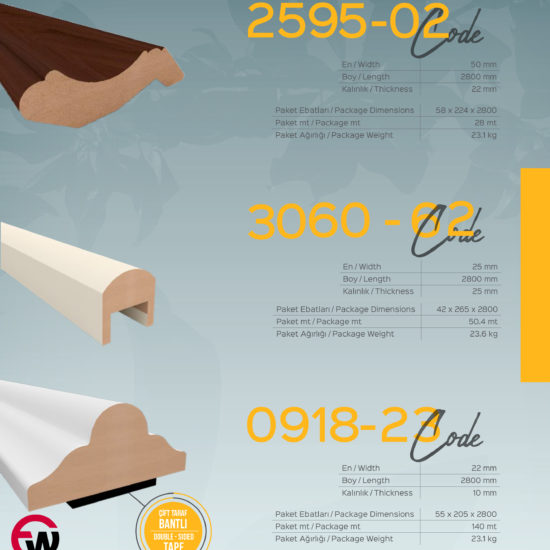 2595-02
Code
En / Width 50 mm
Boy / Length 2800 mm
Kalınlık / Thickness 22 mm
Paket Ebatları / Package Dimensions 58 x 224 x 2800
Paket mt / Package mt 28 mt
Paket Ağırlığı / Package Weight 23.1 kg
3060 - 62
Code
En / Width 25 mm
Boy / Length 2800 mm
Kalınlık / Thickness 25 mm
Paket Ebatları / Package Dimensions 42 x 265 x 2800
Paket mt / Package mt 50.4 mt
Paket Ağırlığı / Package Weight 23.6 kg
0918-23
Code
En / Width 22 mm
Boy / Length 2800 mm
Kalınlık / Thickness 10 mm
Paket Ebatları / Package Dimensions 55 x 205 x 2800
Paket mt / Package mt 140 mt
Paket Ağırlığı / Package Weight 23.1 kg
ÇİFT TARAF
BANTLI
DOUBLE - SIDED
TAPE
W